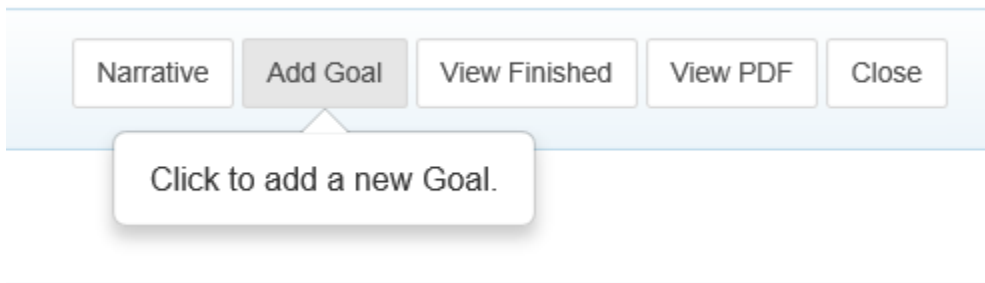 Narrative Add Goal View Finished View PDF Close
Click to add a new Goal.